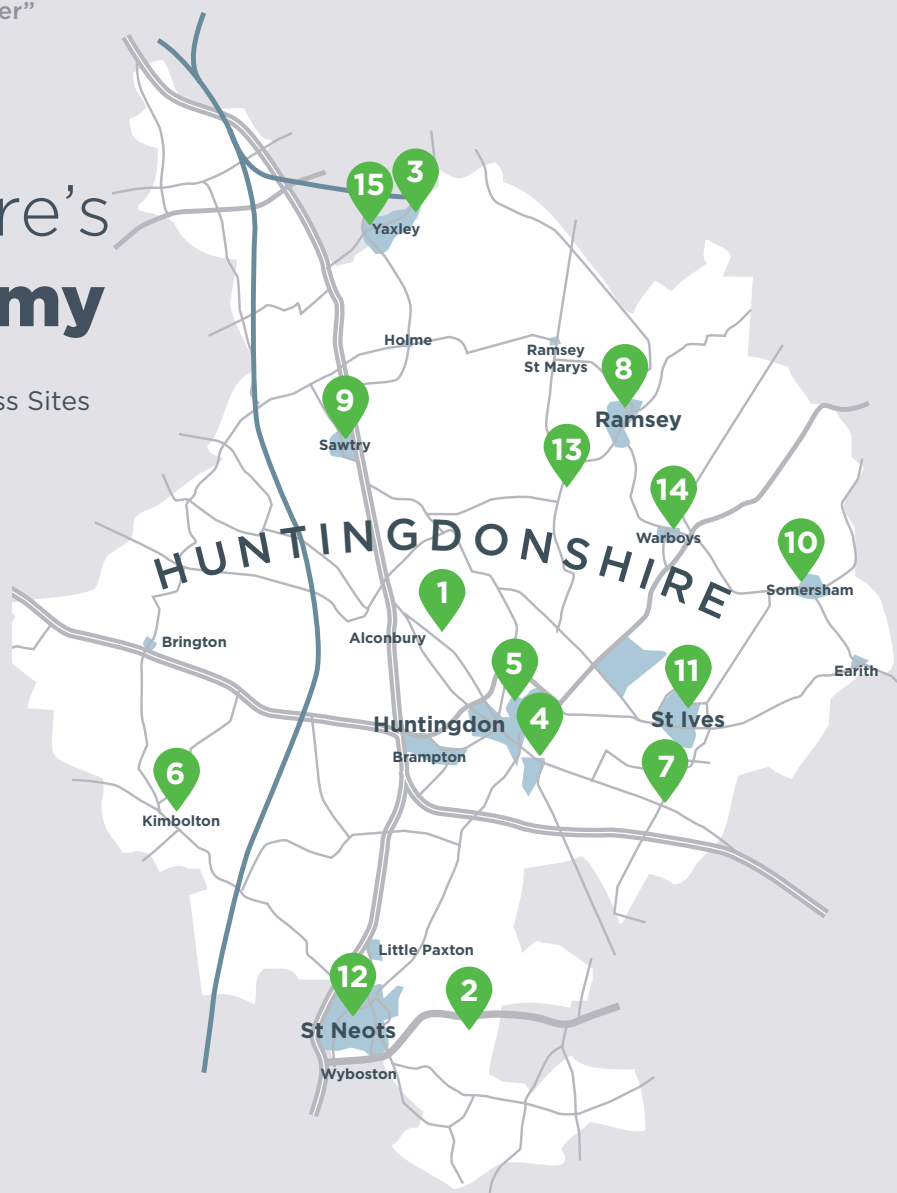 er”
re’s
my
ss Sites
15
3
Yaxley
Holme
Ramsey
St Marys
8
Ramsey
9
Sawtry
13
14
Warboys
10
Somersham
HUNTINGDONSHIRE
1
Alconbury
Brington
5
11
Earith
4
St Ives
Huntingdon
Brampton
7
6
Kimbolton
Little Paxton
12
2
St Neots
Wyboston